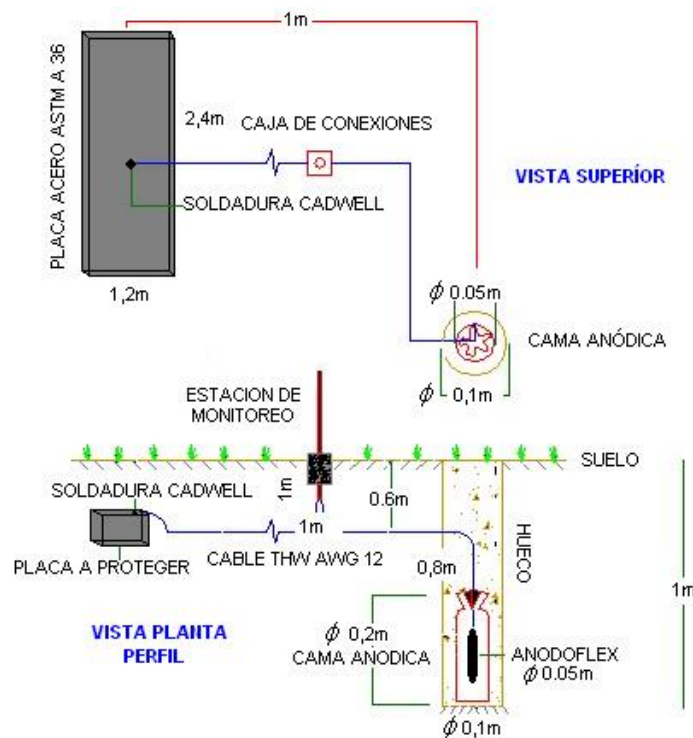 1m
PLACA ACERO ASTM A 36
2,4m
CAJA DE CONEXIONES
VISTA SUPERÍOR
SOLDADURA CADWELL
1,2m
ϕ 0.05m
CAMA ANÓDICA
ϕ 0,1m
ESTACION DE
MONITOREO
SUELO
SOLDADURA CADWELL
1m
0.6m
1m
HUECO
CABLE THW AWG 12
PLACA A PROTEGER
0,8m
1m
VISTA PLANTA
PERFIL
ϕ 0,2m
CAMA ANODICA
ANODOFLEX
ϕ 0.05m
ϕ 0,1m